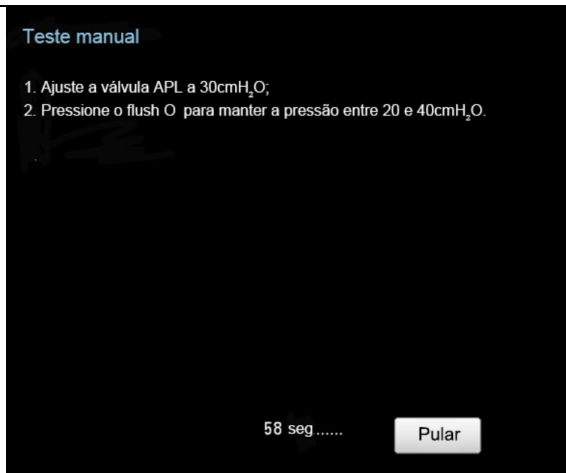 Teste manual
1. Ajuste a válvula APL a 30cmH₂O;
2. Pressione o flush O para manter a pressão entre 20 e 40cmH₂O.
58 seg......
Pular